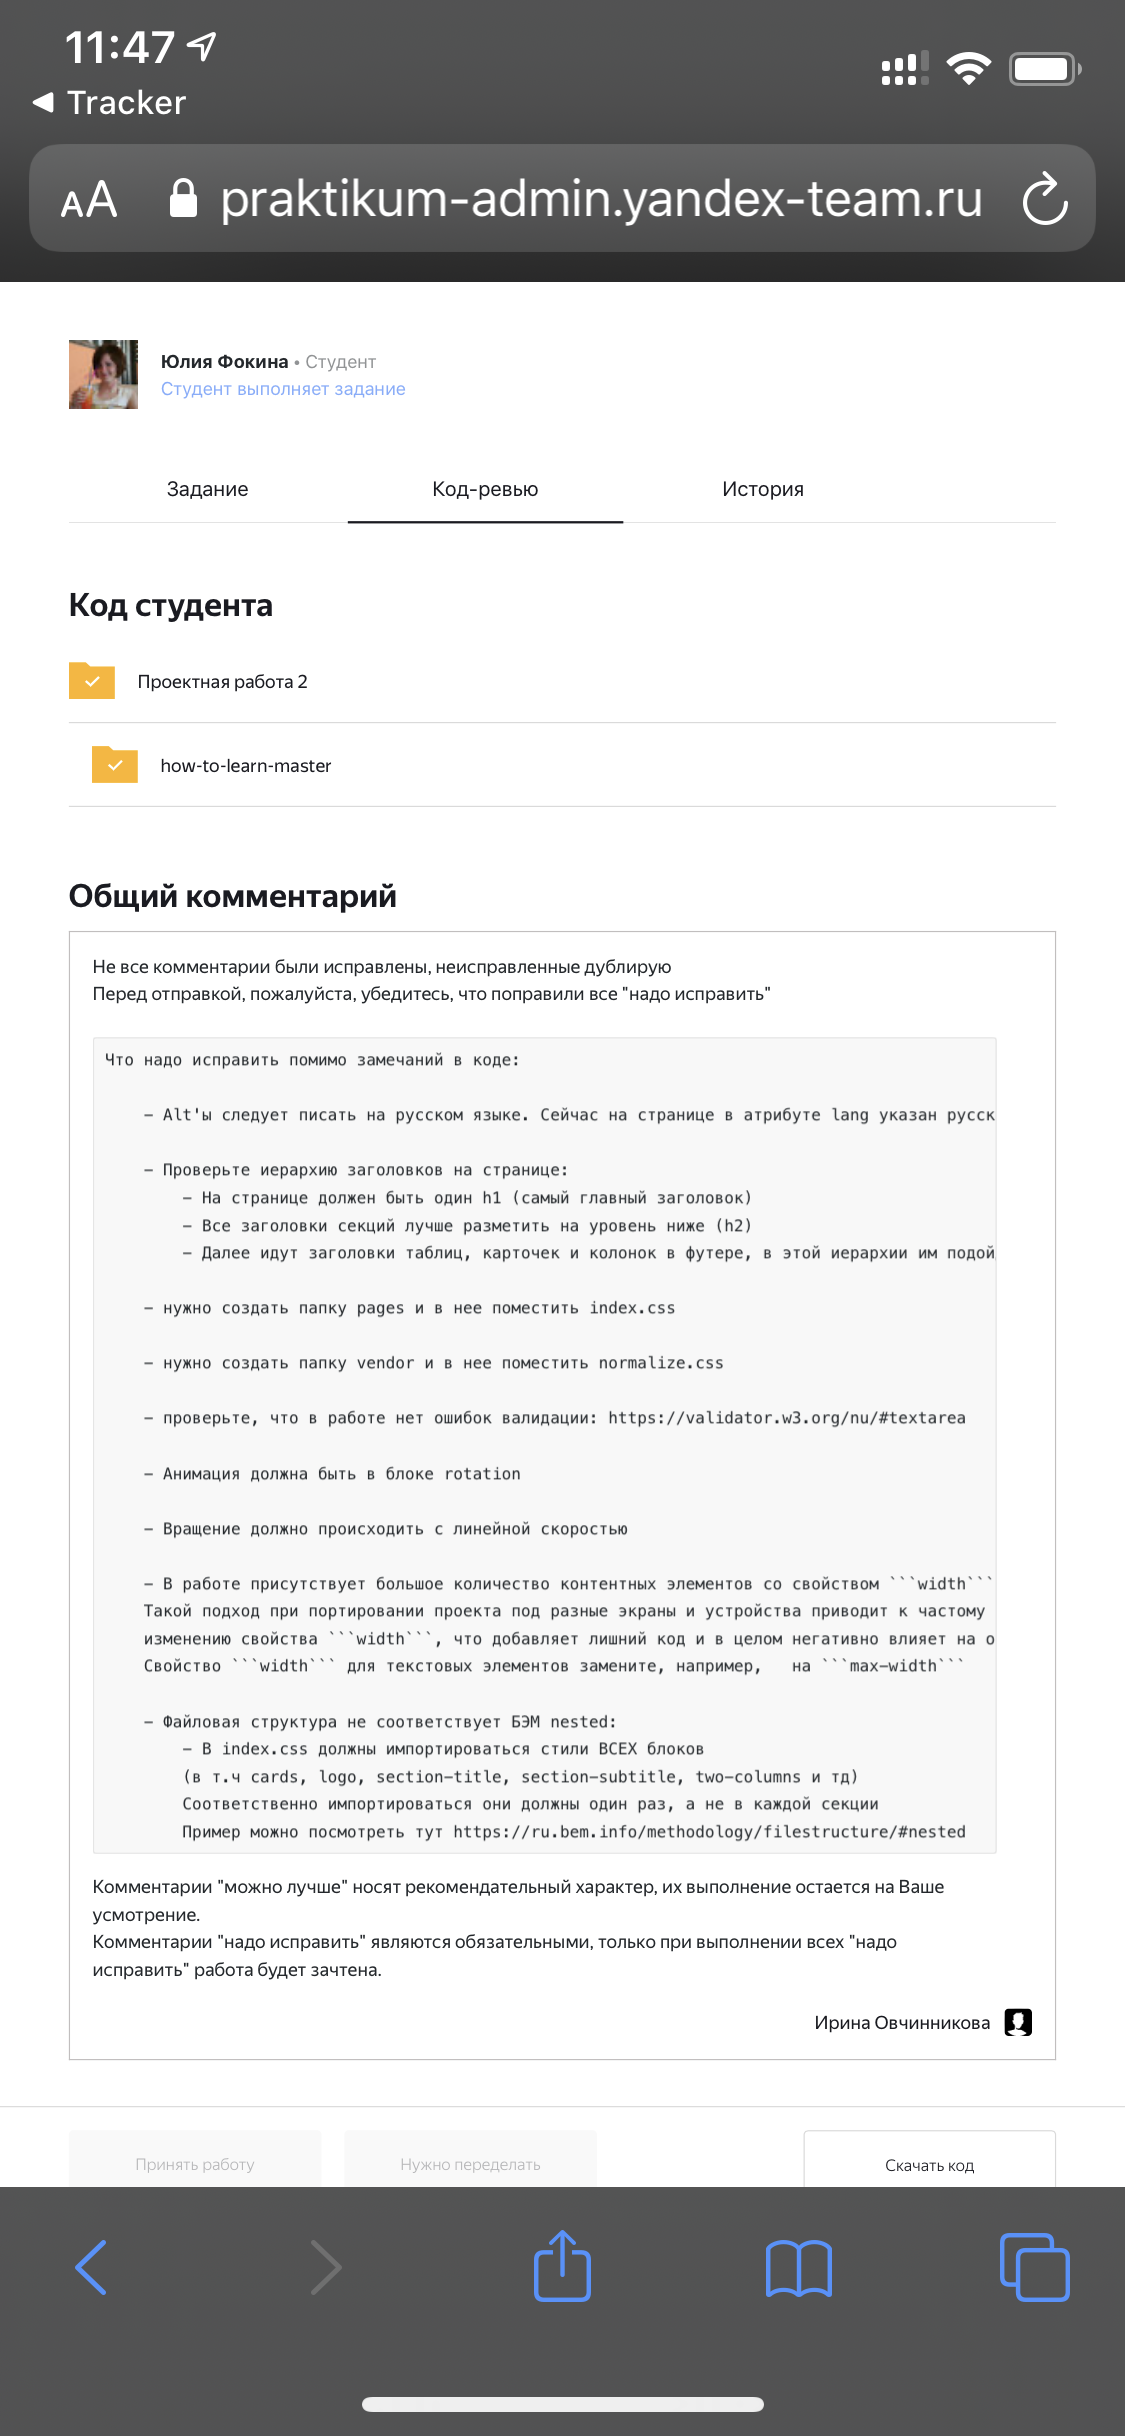 11:47
Tracker
AA praktikum-admin.yandex-team.ru
Юлия Фокина • Студент
Студент выполняет задание
Задание Код-ревью История
Код студента
Проектная работа 2
how-to-learn-master
Общий комментарий
Не все комментарии были исправлены, неисправленные дублирую
Перед отправкой, пожалуйста, убедитесь, что поправили все "надо исправить"
Что надо исправить помимо замечаний в коде:
- Alt'ы следует писать на русском языке. Сейчас на странице в атрибуте lang указан русск
- Проверьте иерархию заголовков на странице:
- На странице должен быть один h1 (самый главный заголовок)
- Все заголовки секций лучше разметить на уровень ниже (h2)
- Далее идут заголовки таблиц, карточек и колонок в футере, в этой иерархии им подой
- нужно создать папку pages и в нее поместить index.css
- нужно создать папку vendor и в нее поместить normalize.css
- проверьте, что в работе нет ошибок валидации: https://validator.w3.org/nu/#textarea
- Анимация должна быть в блоке rotation
- Вращение должно происходить с линейной скоростью
- В работе присутствует большое количество контентных элементов со свойством ```width```
Такой подход при портировании проекта под разные экраны и устройства приводит к частому
изменению свойства ```width```, что добавляет лишний код и в целом негативно влияет на о
Свойство ```width``` для текстовых элементов замените, например,   на ```max-width```
- Файловая структура не соответствует БЭМ nested:
- В index.css должны импортироваться стили ВСЕХ блоков
(в т.ч cards, logo, section-title, section-subtitle, two-columns и тд)
Соответственно импортироваться они должны один раз, а не в каждой секции
Пример можно посмотреть тут https://ru.bem.info/methodology/filestructure/#nested
Комментарии "можно лучше" носят рекомендательный характер, их выполнение остается на Ваше
усмотрение.
Комментарии "надо исправить" являются обязательными, только при выполнении всех "надо
исправить" работа будет зачтена.
Ирина Овчинникова
Принять работу Нужно переделать Скачать код